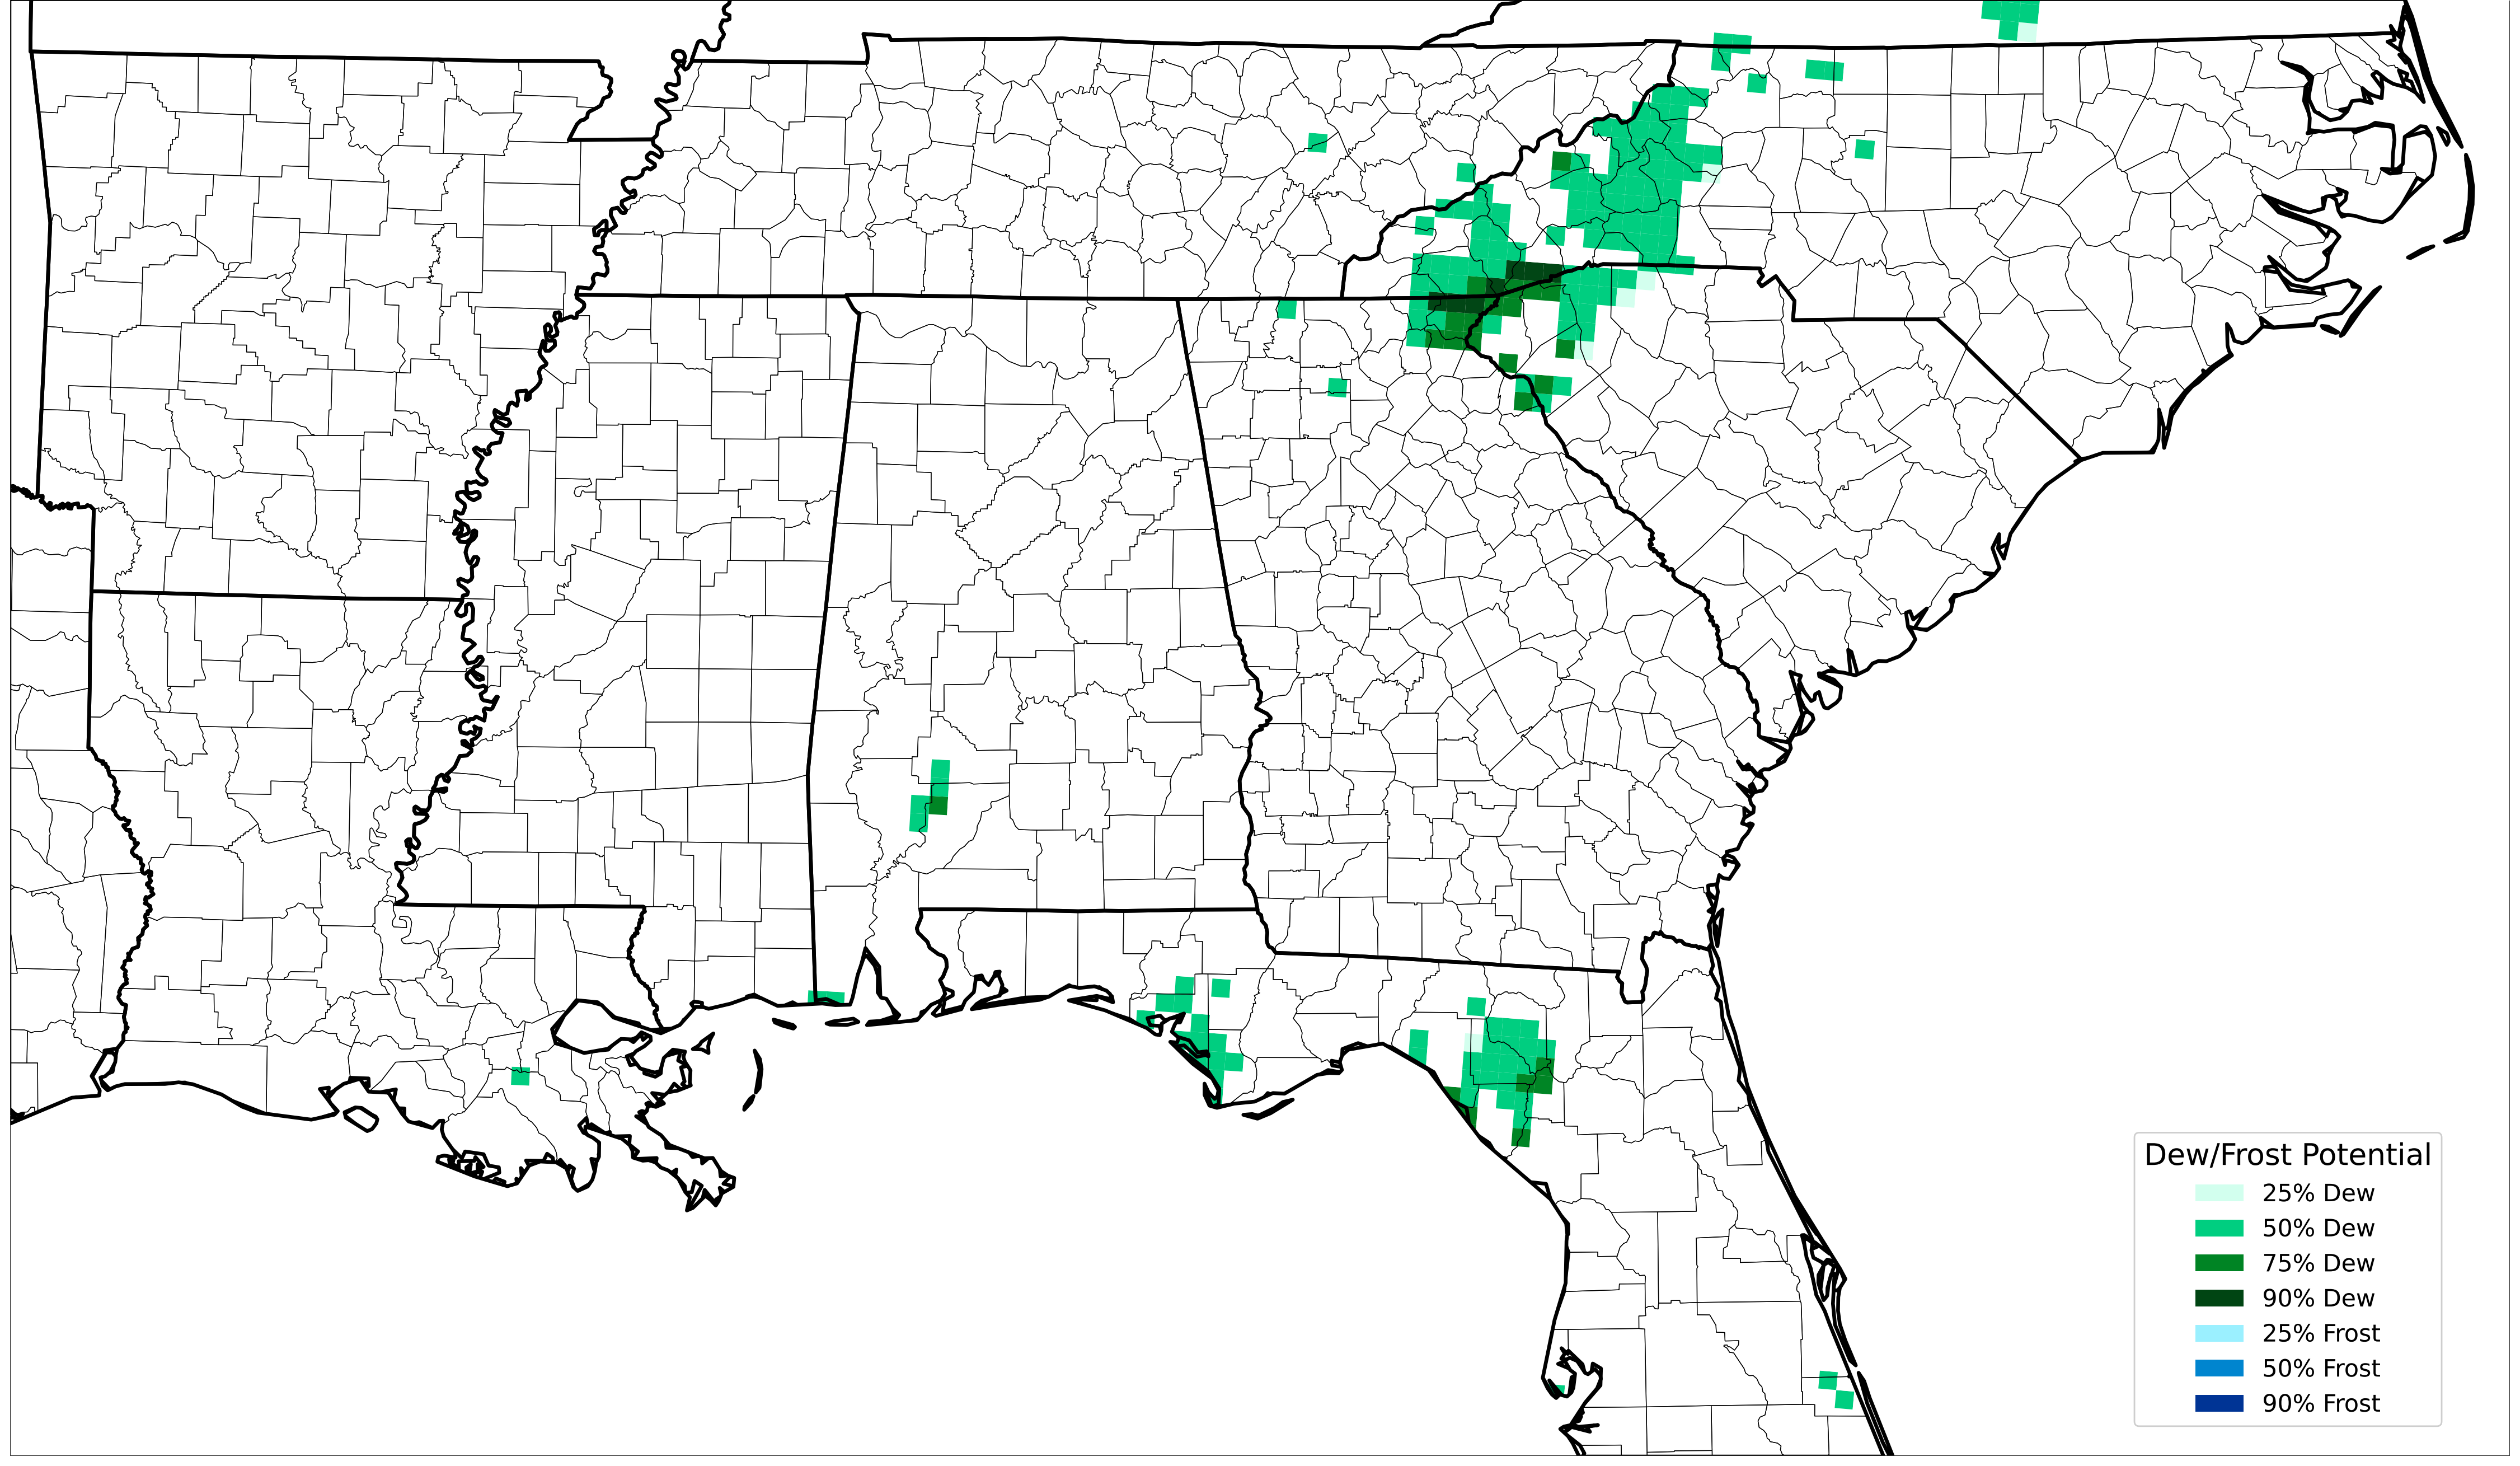 Dew/Frost Potential
25% Dew
50% Dew
75% Dew
90% Dew
25% Frost
50% Frost
90% Frost